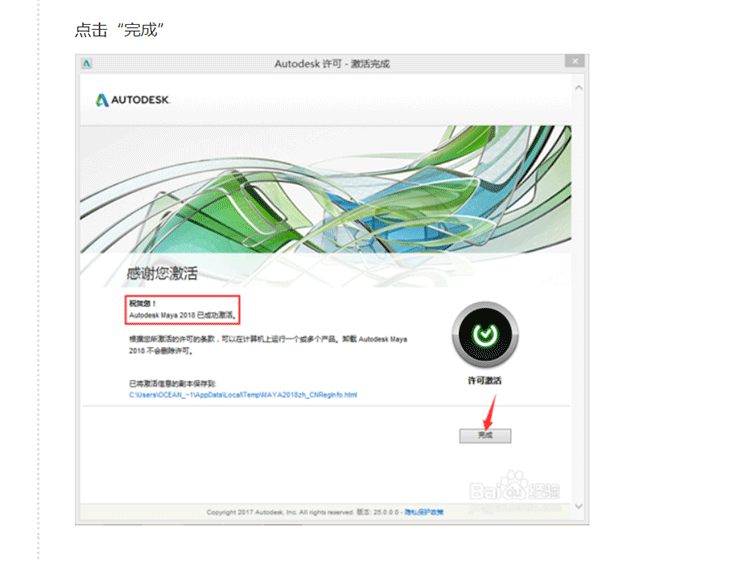 点击“完成”
Autodesk 许可 - 激活完成
AUTODESK.
感谢您激活
祝贺您！
Autodesk Maya 2018 已成功激活。
根据您所激活的许可的条款，可以在计算机上运行一个或多个产品。卸载 Autodesk Maya
2018 不会删除许可。
许可激活
已将激活信息的副本保存到:
C:\Users\OCEAN_~1\AppData\Local\Temp\MAYA2018zh_CNRegInfo.html
完成
Baidu 经验
Copyright 2017 Autodesk, Inc. All rights reserved. 版本: 25.0.0.8 - 隐私保护政策